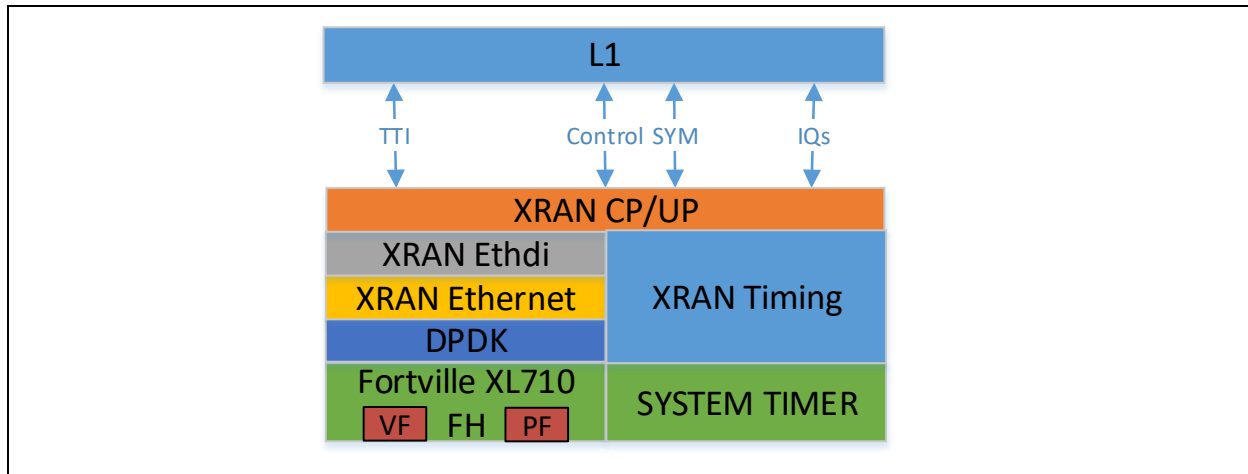 L1
TTI Control SYM IQs
XRAN CP/UP
XRAN Ethdi
XRAN Ethernet
XRAN Timing
DPDK
Fortville XL710
SYSTEM TIMER
VF FH PF